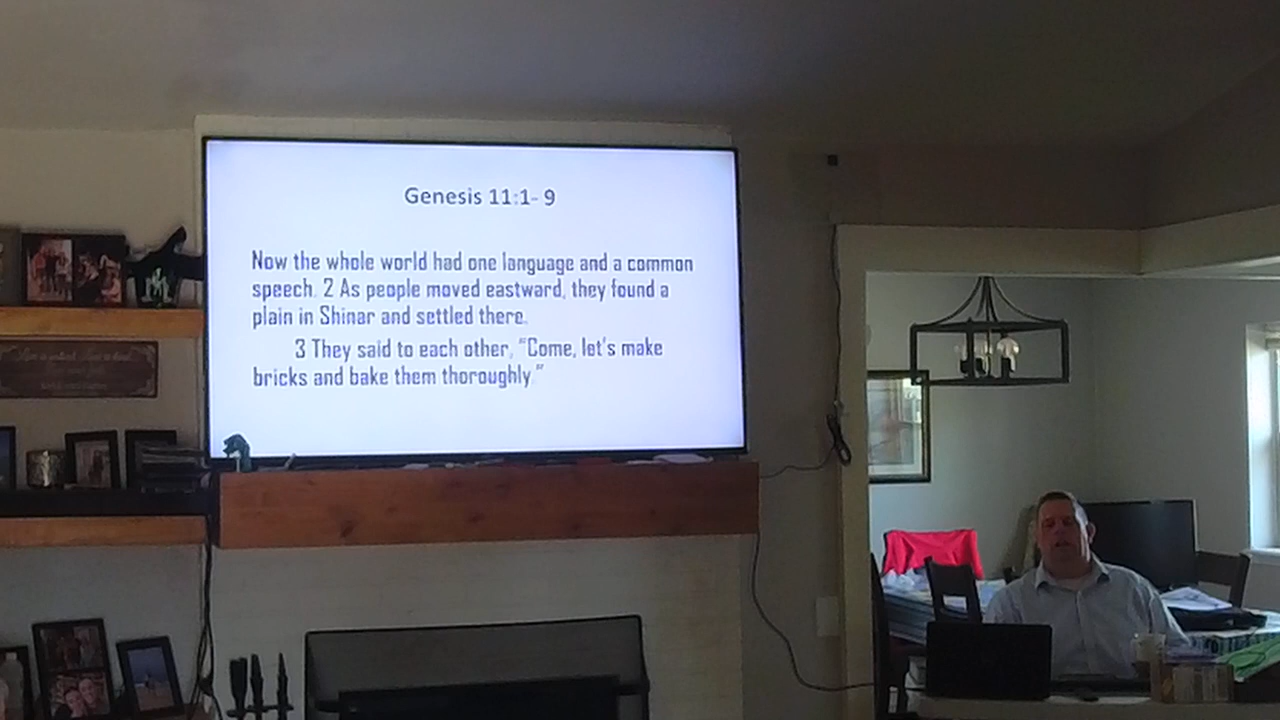 Genesis 11:1- 9
Now the whole world had one language and a common
speech. 2 As people moved eastward, they found a
plain in Shinar and settled there.
3 They said to each other, “Come, let’s make
bricks and bake them thoroughly.”